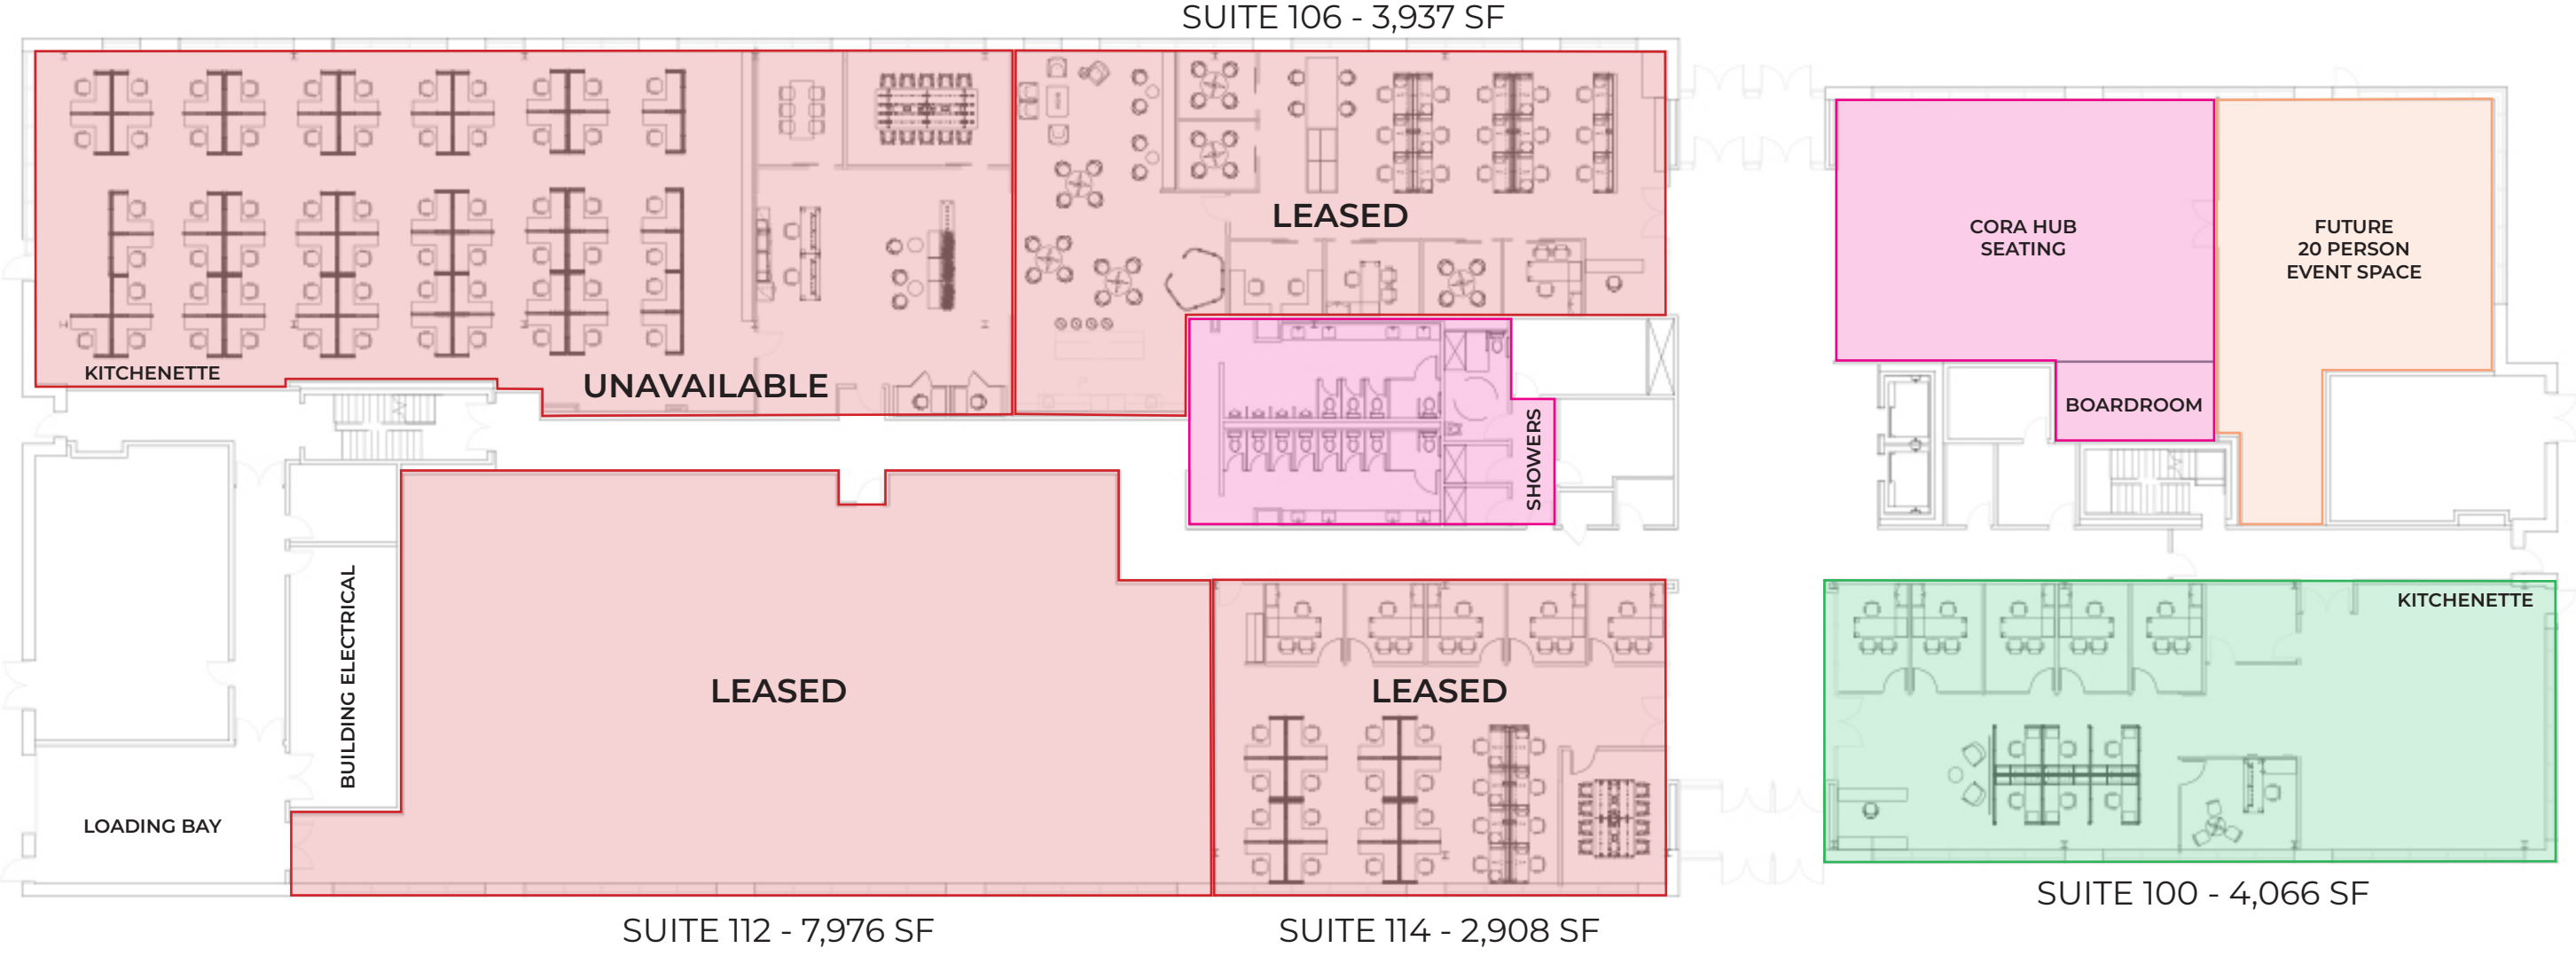 SUITE 106 - 3,937 SF
LEASED
CORA HUB
SEATING
FUTURE
20 PERSON
EVENT SPACE
KITCHENETTE
UNAVAILABLE
BOARDROOM
SHOWERS
KITCHENETTE
BUILDING ELECTRICAL
LEASED
LEASED
LOADING BAY
SUITE 100 - 4,066 SF
SUITE 112 - 7,976 SF
SUITE 114 - 2,908 SF